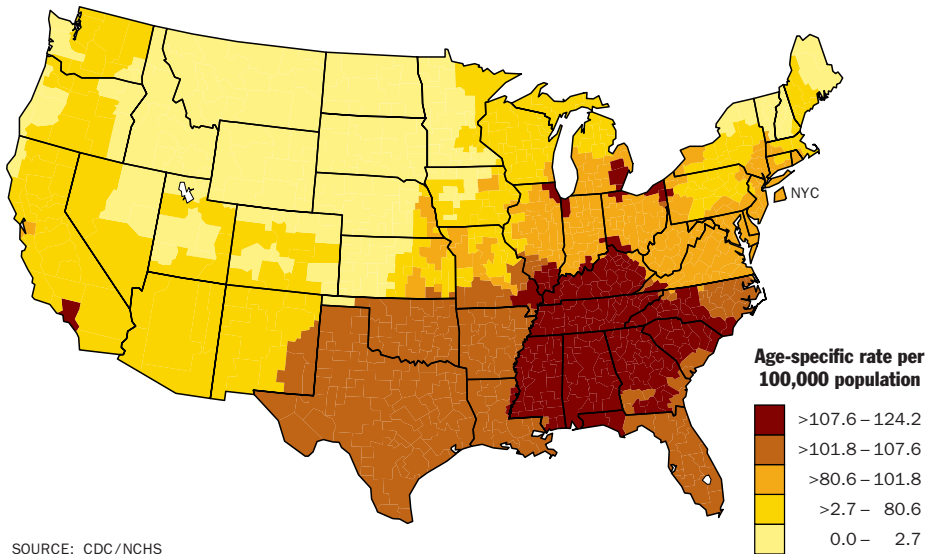 NYC
Age-specific rate per
100,000 population
>107.6 – 124.2
>101.8 – 107.6
>80.6 – 101.8
>2.7 – 80.6
0.0 – 2.7
SOURCE: CDC/NCHS